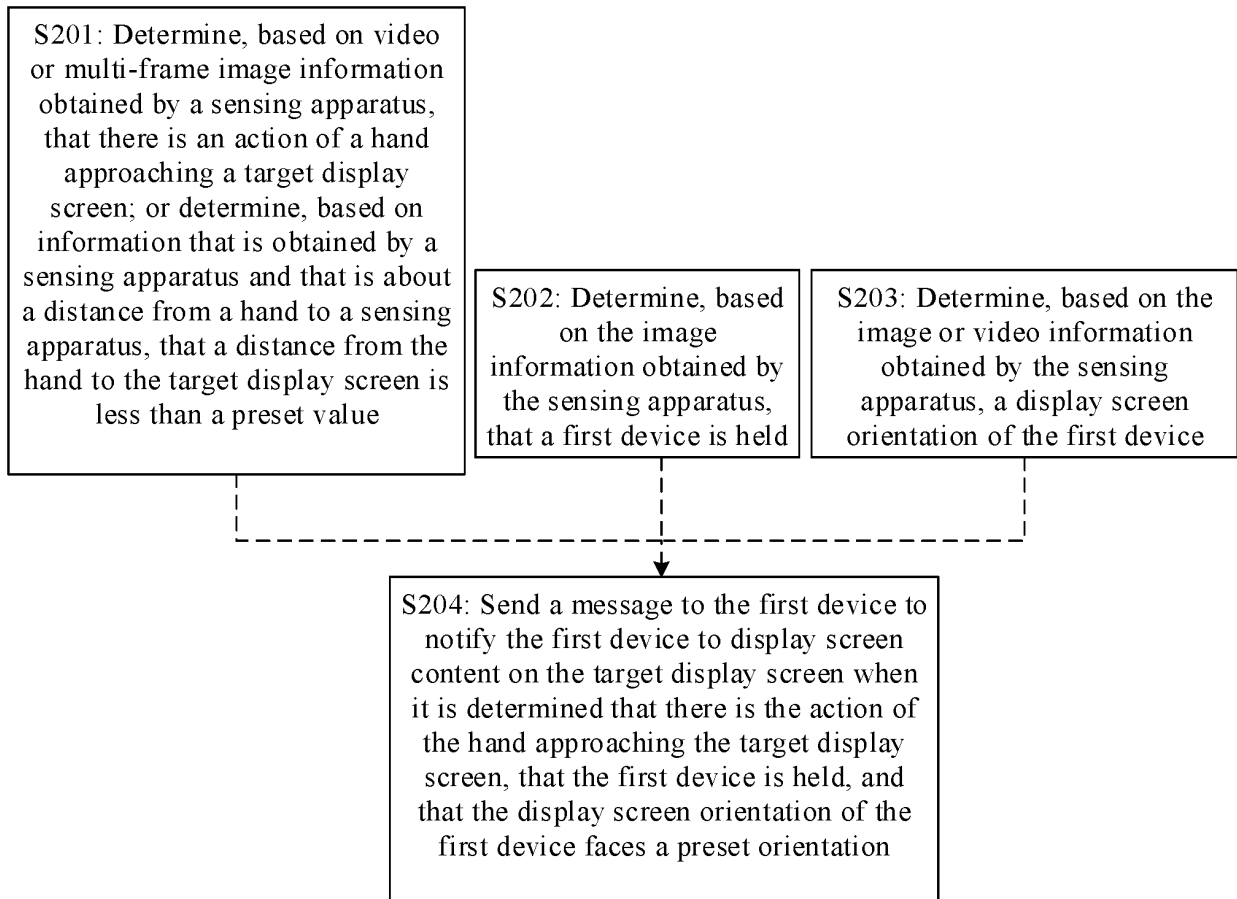 S201: Determine, based on video
or multi-frame image information
obtained by a sensing apparatus,
that there is an action of a hand
approaching a target display
screen; or determine, based on
information that is obtained by a
sensing apparatus and that is about
a distance from a hand to a sensing
apparatus, that a distance from the
hand to the target display screen is
less than a preset value
S202: Determine, based
on the image
information obtained by
the sensing apparatus,
that a first device is held
S203: Determine, based on the
image or video information
obtained by the sensing
apparatus, a display screen
orientation of the first device
S204: Send a message to the first device to
notify the first device to display screen
content on the target display screen when
it is determined that there is the action of
the hand approaching the target display
screen, that the first device is held, and
that the display screen orientation of the
first device faces a preset orientation